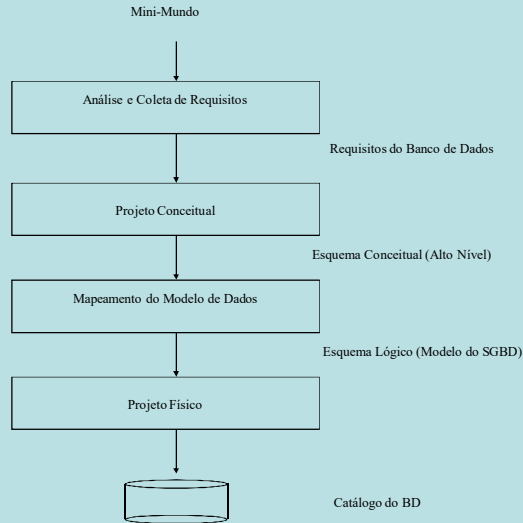 Mini-Mundo
Análise e Coleta de Requisitos
Requisitos do Banco de Dados
Projeto Conceitual
Esquema Conceitual (Alto Nível)
Mapeamento do Modelo de Dados
Esquema Lógico (Modelo do SGBD)
Projeto Físico
Catálogo do BD